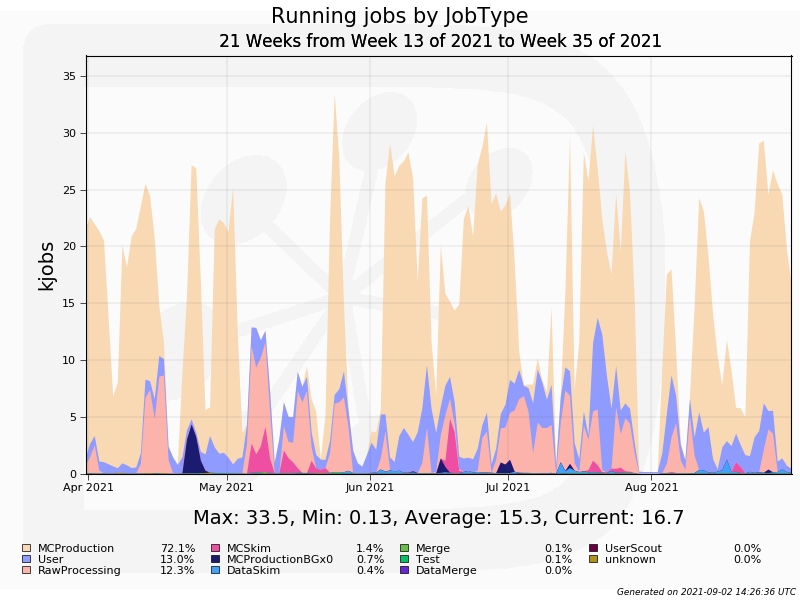 Running jobs by JobType
21 Weeks from Week 13 of 2021 to Week 35 of 2021
kjobs
35
30
25
20
15
10
5
0
Apr 2021 May 2021 Jun 2021 Jul 2021 Aug 2021
Max: 33.5, Min: 0.13, Average: 15.3, Current: 16.7
MCProduction 72.1% MCSkim 1.4% Merge 0.1% UserScout 0.0%
User 13.0% MCProductionBGx0 0.7% Test 0.1% unknown 0.0%
RawProcessing 12.3% DataSkim 0.4% DataMerge 0.0%
Generated on 2021-09-02 14:26:36 UTC